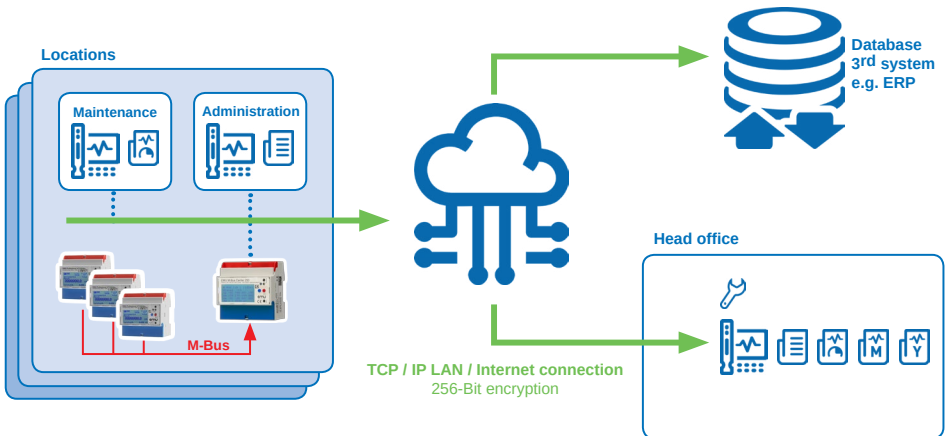 Locations
Maintenance
Administration
M-Bus
TCP / IP LAN / Internet connection
256-Bit encryption
Database
3rd system
e.g. ERP
Head office
M
Y